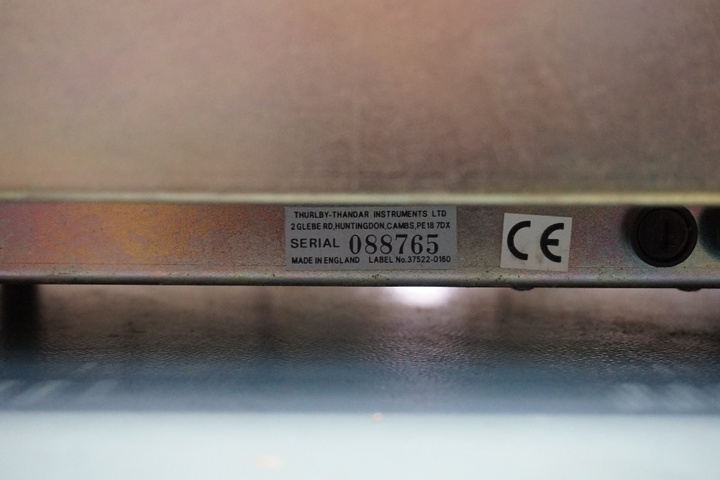 THURLBY-THANDAR INSTRUMENTS LTD
2 GLEBE RD,HUNTINGDON,CAMBS,PE18 7DX
SERIAL 088765
MADE IN ENGLAND LABEL No.37522-0160
CE